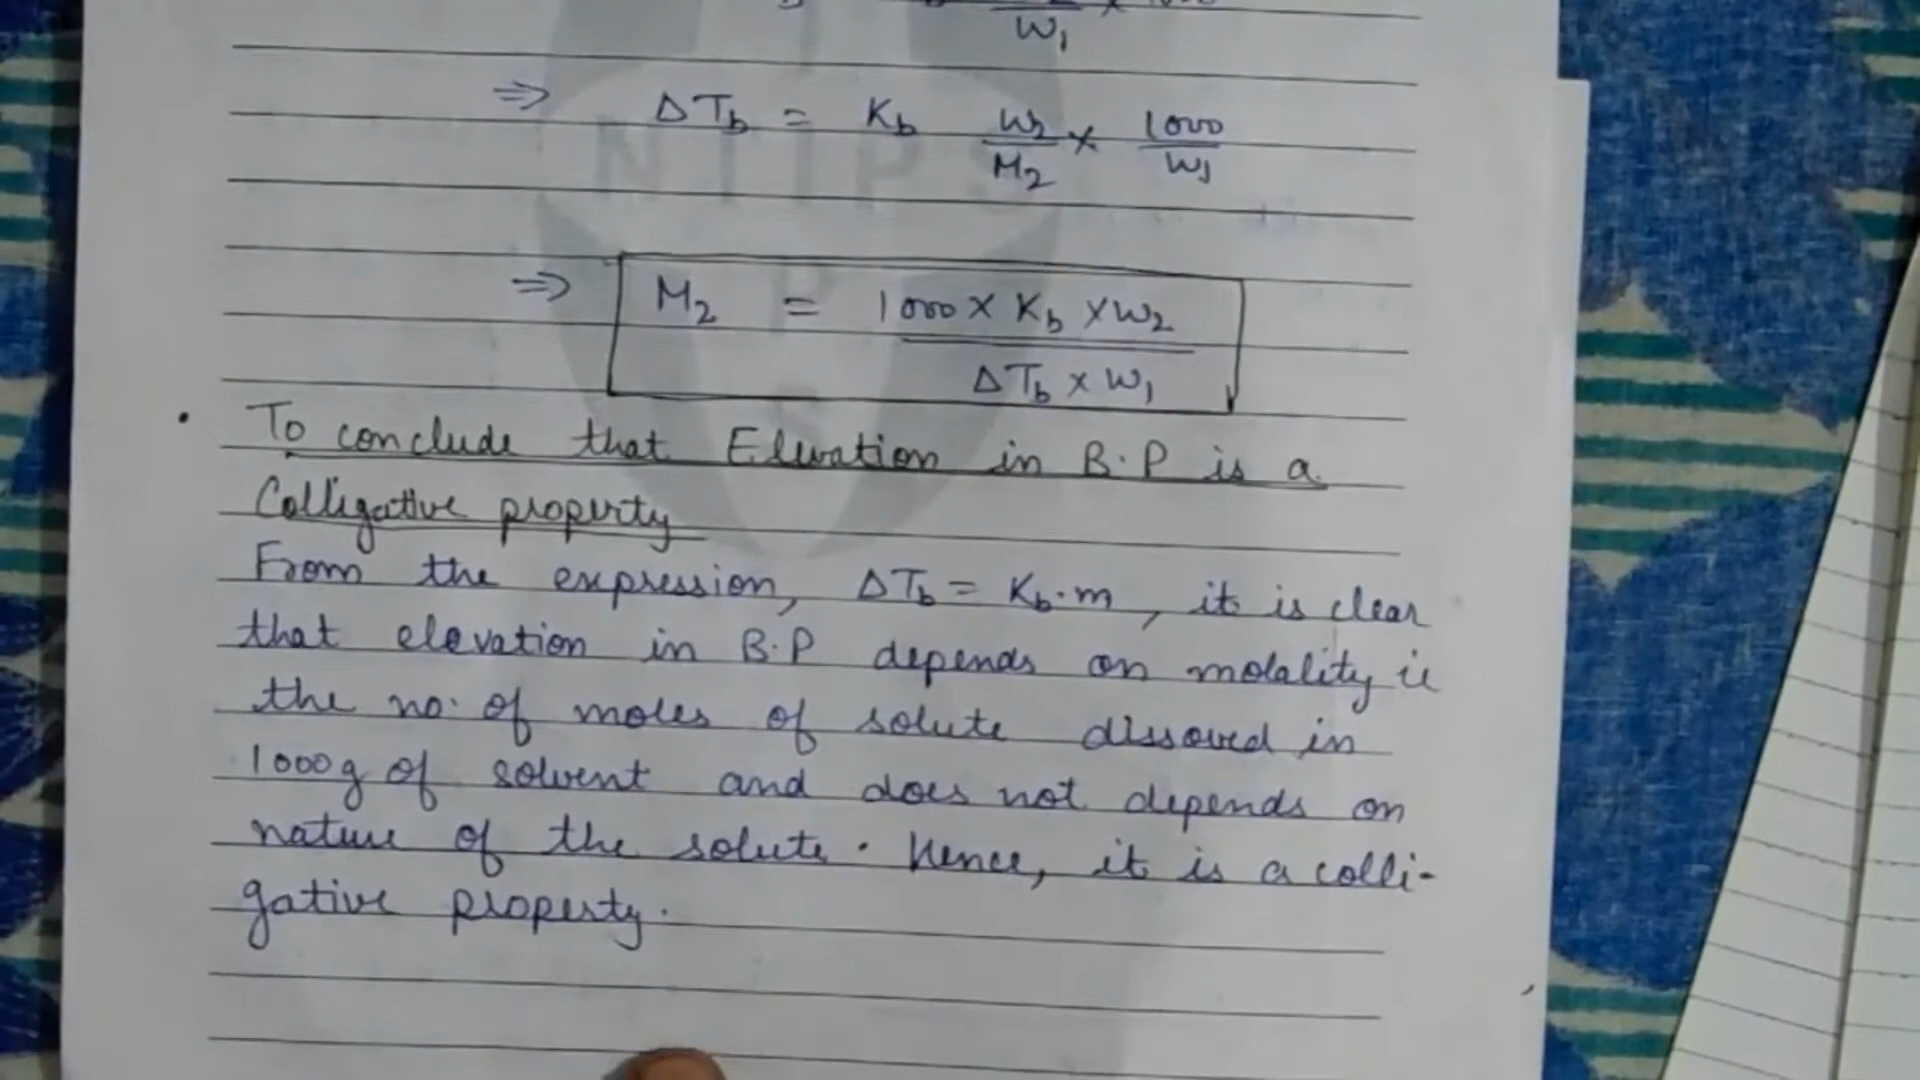 W₁
⇒ ΔT_b = K_b W₂/M₂ × 1000/W₁
⇒ M₂ = 1000 × K_b × W₂ / ΔT_b × W₁
• To conclude that Elevation in B.P is a
Colligative property
From the expression, ΔT_b = K_b.m, it is clear
that elevation in B.P depends on molality ie
the no. of moles of solute dissoved in
1000g of solvent and does not depends on
nature of the solute. Hence, it is a colli-
gative property.
NIIPS